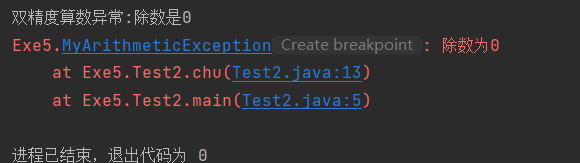 双精度算数异常:除数是0
Exe5.MyArithmeticException Create breakpoint : 除数为0
at Exe5.Test2.chu(Test2.java:13)
at Exe5.Test2.main(Test2.java:5)
进程已结束，退出代码为 0